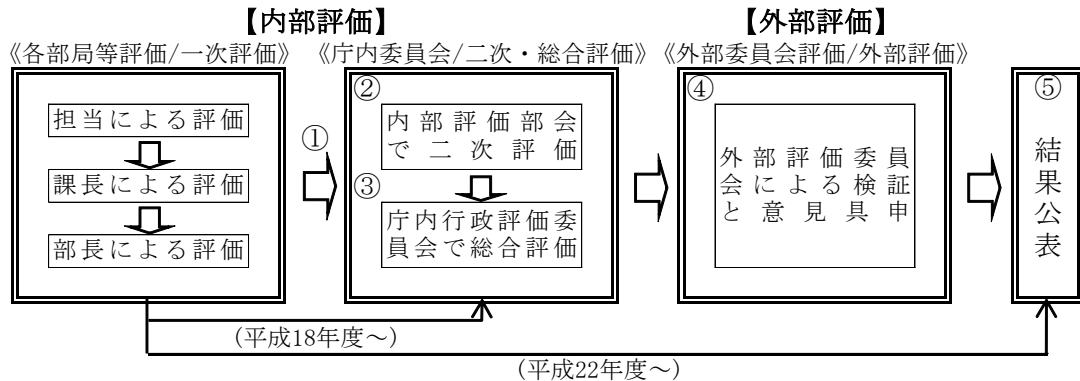 【内部評価】
【外部評価】
《各部局等評価/一次評価》
《庁内委員会/二次・総合評価》
《外部委員会評価/外部評価》
担当による評価
課長による評価
部長による評価
①
②
内部評価部会
で二次評価
③
庁内行政評価委
員会で総合評価
④
外部評価委員
会による検証
と意見具申
⑤
結果公表
(平成18年度～)
(平成22年度～)